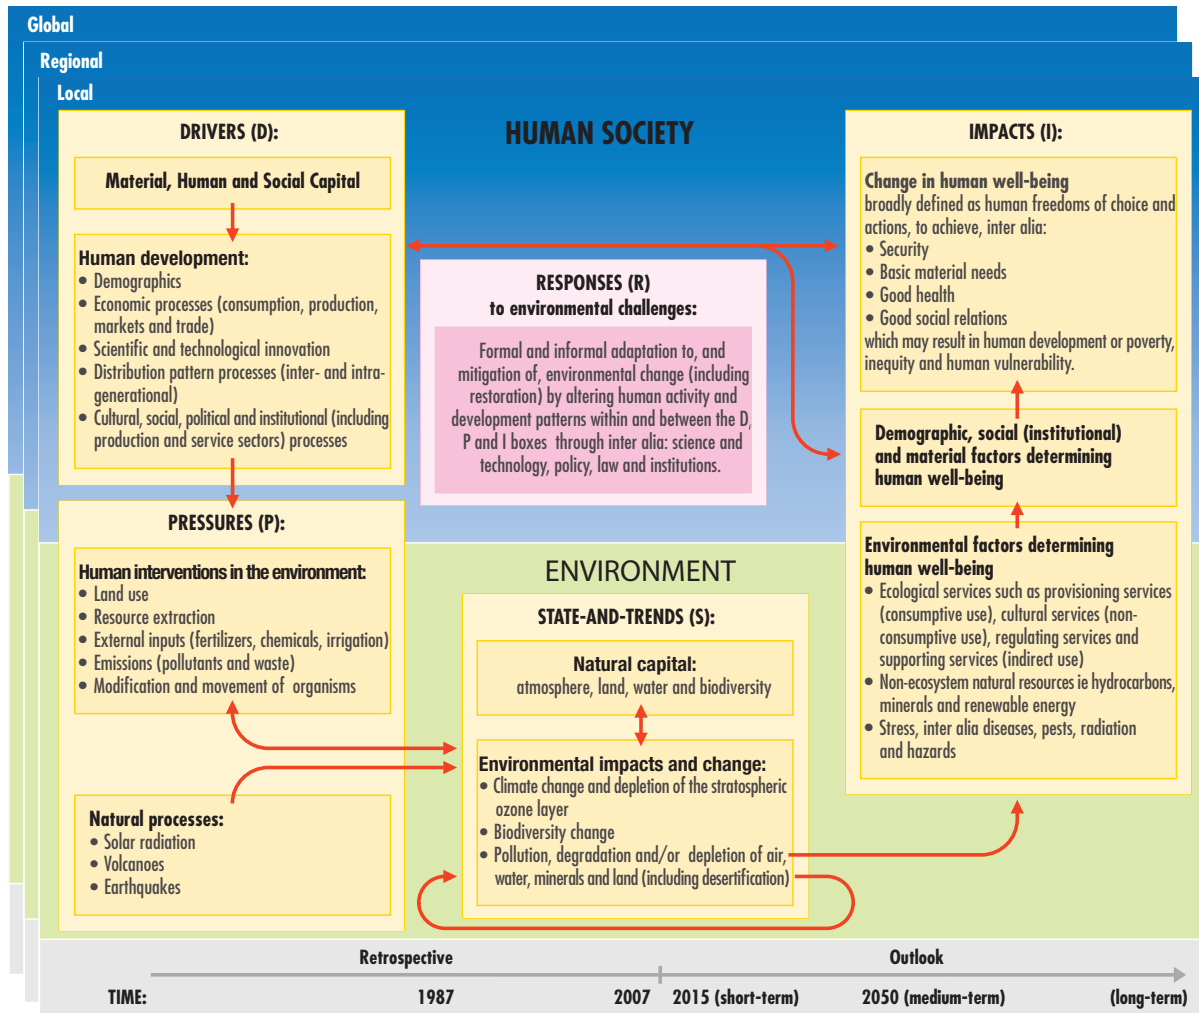 Global
Regional
Local
HUMAN SOCIETY
DRIVERS (D):
Material, Human and Social Capital
Human development:
• Demographics
• Economic processes (consumption, production,
markets and trade)
• Scientific and technological innovation
• Distribution pattern processes (inter- and intra-
generational)
• Cultural, social, political and institutional (including
production and service sectors) processes
PRESSURES (P):
Human interventions in the environment:
• Land use
• Resource extraction
• External inputs (fertilizers, chemicals, irrigation)
• Emissions (pollutants and waste)
• Modification and movement of organisms
Natural processes:
• Solar radiation
• Volcanoes
• Earthquakes
RESPONSES (R)
to environmental challenges:
Formal and informal adaptation to, and
mitigation of, environmental change (including
restoration) by altering human activity and
development patterns within and between the D,
P and I boxes through inter alia: science and
technology, policy, law and institutions.
ENVIRONMENT
STATE-AND-TRENDS (S):
Natural capital:
atmosphere, land, water and biodiversity
Environmental impacts and change:
• Climate change and depletion of the stratospheric
ozone layer
• Biodiversity change
• Pollution, degradation and/or depletion of air,
water, minerals and land (including desertification)
IMPACTS (I):
Change in human well-being
broadly defined as human freedoms of choice and
actions, to achieve, inter alia:
• Security
• Basic material needs
• Good health
• Good social relations
which may result in human development or poverty,
inequity and human vulnerability.
Demographic, social (institutional)
and material factors determining
human well-being
Environmental factors determining
human well-being
• Ecological services such as provisioning services
(consumptive use), cultural services (non-
consumptive use), regulating services and
supporting services (indirect use)
• Non-ecosystem natural resources ie hydrocarbons,
minerals and renewable energy
• Stress, inter alia diseases, pests, radiation
and hazards
Retrospective
Outlook
TIME:
1987
2007
2015 (short-term)
2050 (medium-term)
(long-term)